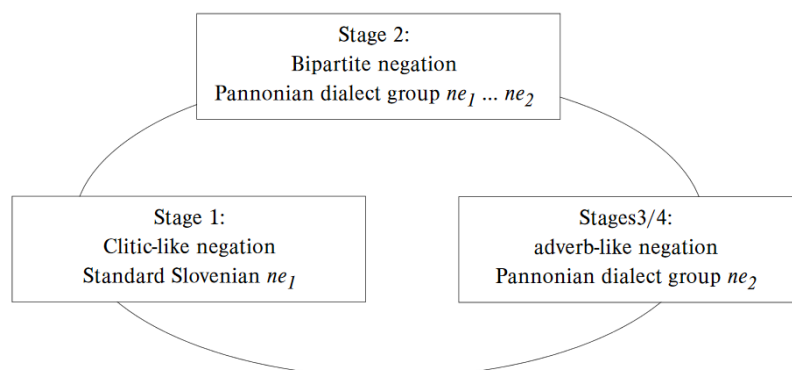 Stage 2:
Bipartite negation
Pannonian dialect group ne1 ... ne2
Stage 1:
Clitic-like negation
Standard Slovenian ne1
Stages3/4:
adverb-like negation
Pannonian dialect group ne2